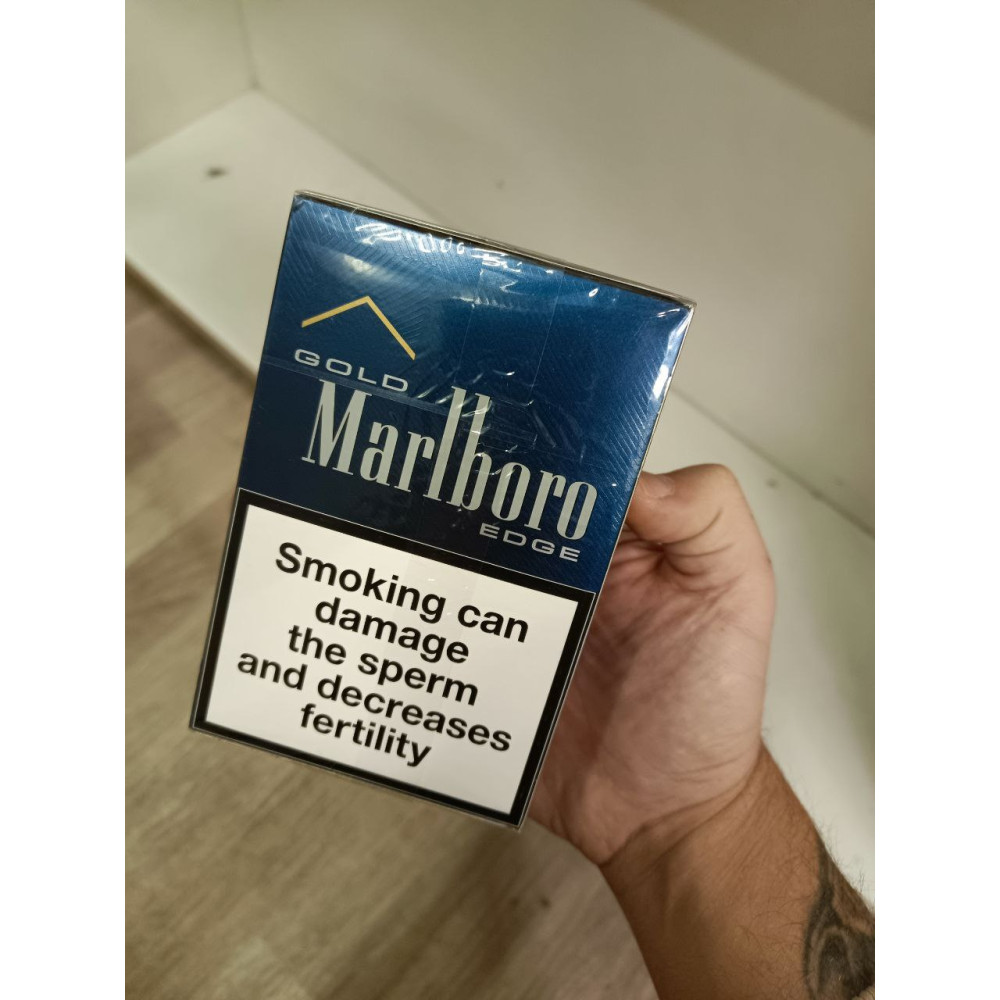 GOLD
Marlboro
EDGE
Smoking can
damage
the sperm
and decreases
fertility